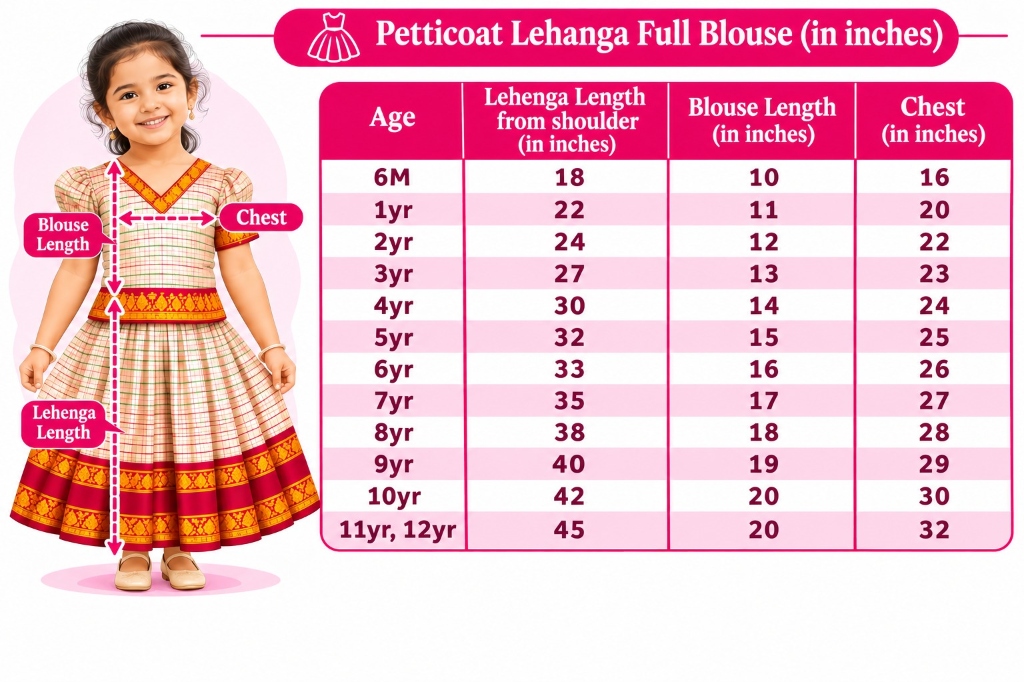 Petticoat Lehanga Full Blouse (in inches)
Age
Lehenga Length
from shoulder
(in inches)
Blouse Length
(in inches)
Chest
(in inches)
6M 18 10 16
1yr 22 11 20
2yr 24 12 22
3yr 27 13 23
4yr 30 14 24
5yr 32 15 25
6yr 33 16 26
7yr 35 17 27
8yr 38 18 28
9yr 40 19 29
10yr 42 20 30
11yr, 12yr 45 20 32
Blouse
Length
Chest
Lehenga
Length